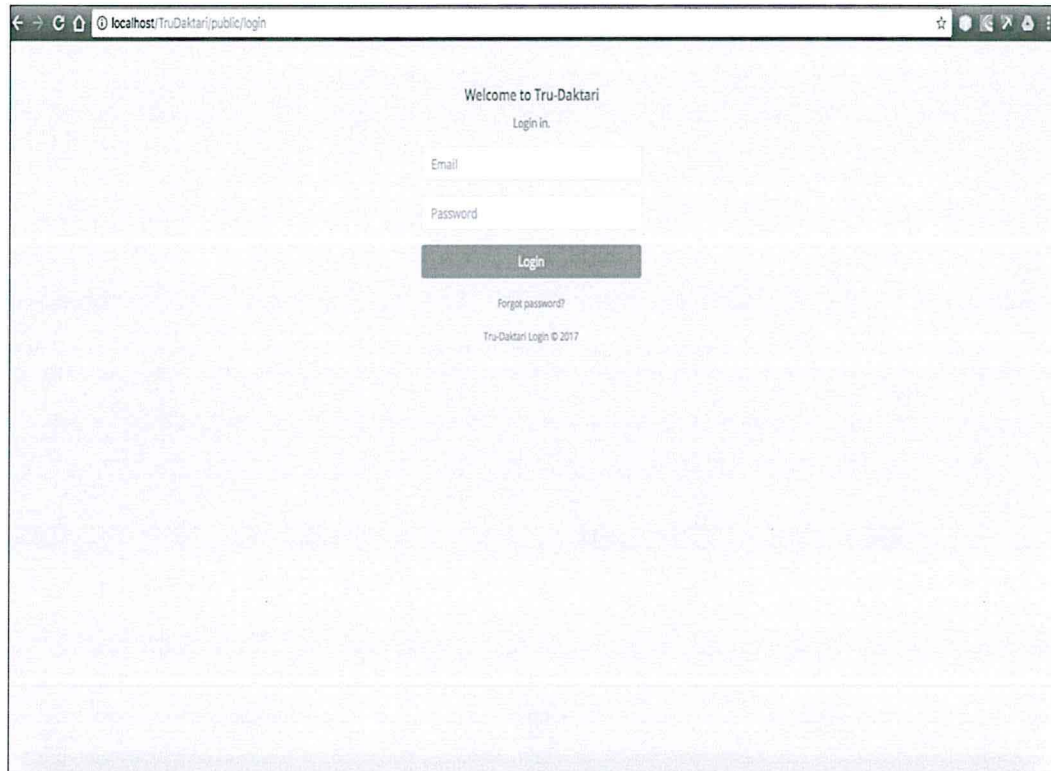 localhost/TruDaktari/public/login
Welcome to Tru-Daktari
Login in.
Email
Password
Login
Forgot password?
Tru-Daktari Login © 2017